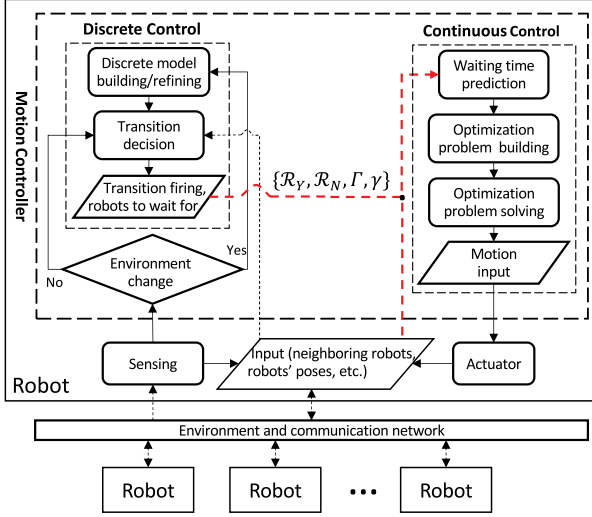 Discrete Control
Continuous Control
Motion Controller
Discrete model
building/refining
Transition
decision
Transition firing,
robots to wait for
Environment
change
Yes
No
{ℛ_Y, ℛ_N, Γ, γ}
Waiting time
prediction
Optimization
problem building
Optimization
problem solving
Motion
input
Sensing
Input (neighboring robots,
robots' poses, etc.)
Actuator
Robot
Environment and communication network
Robot
Robot
•••
Robot